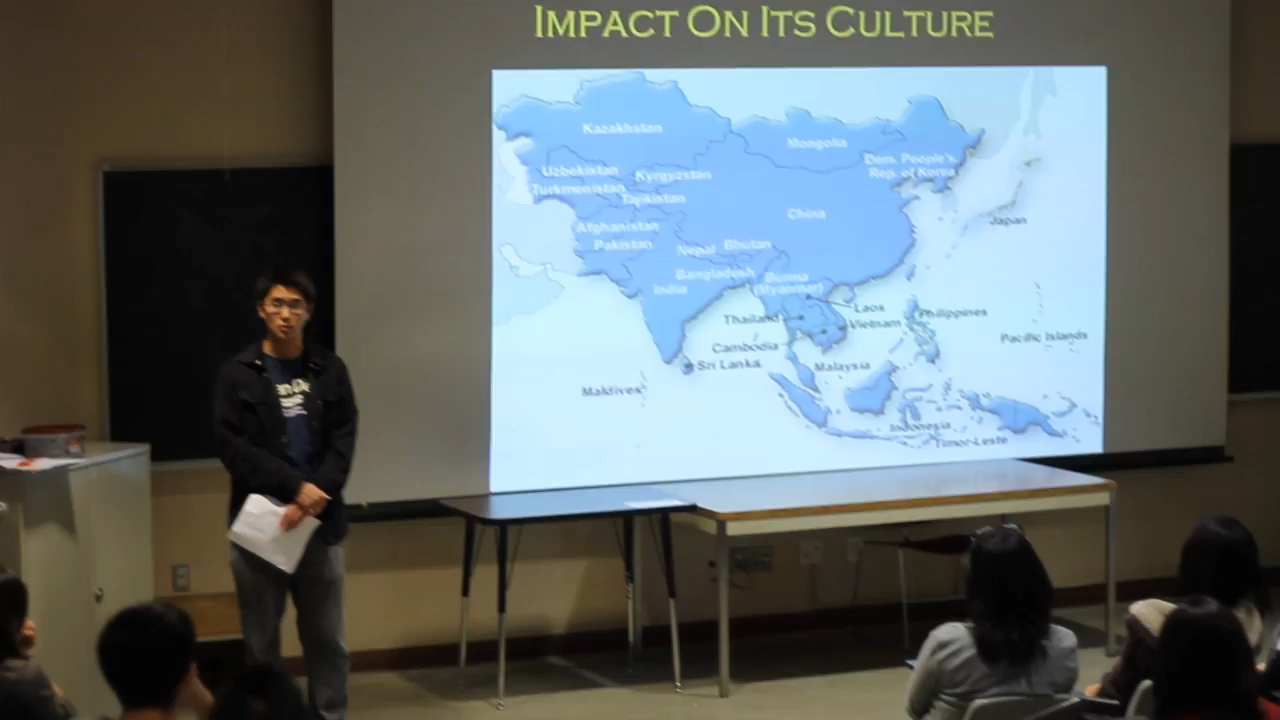 IMPACT ON ITS CULTURE
Kazakhstan
Mongolia
Dem. People's
Rep. of Korea
Uzbekistan
Kyrgyzstan
Turkmenistan
Tajikistan
China
Japan
Afghanistan
Pakistan
Nepal
Bhutan
Bangladesh
Burma
(Myanmar)
India
Laos
Thailand
Vietnam
Philippines
Cambodia
Pacific Islands
Sri Lanka
Malaysia
Maldives
Indonesia
Timor-Leste